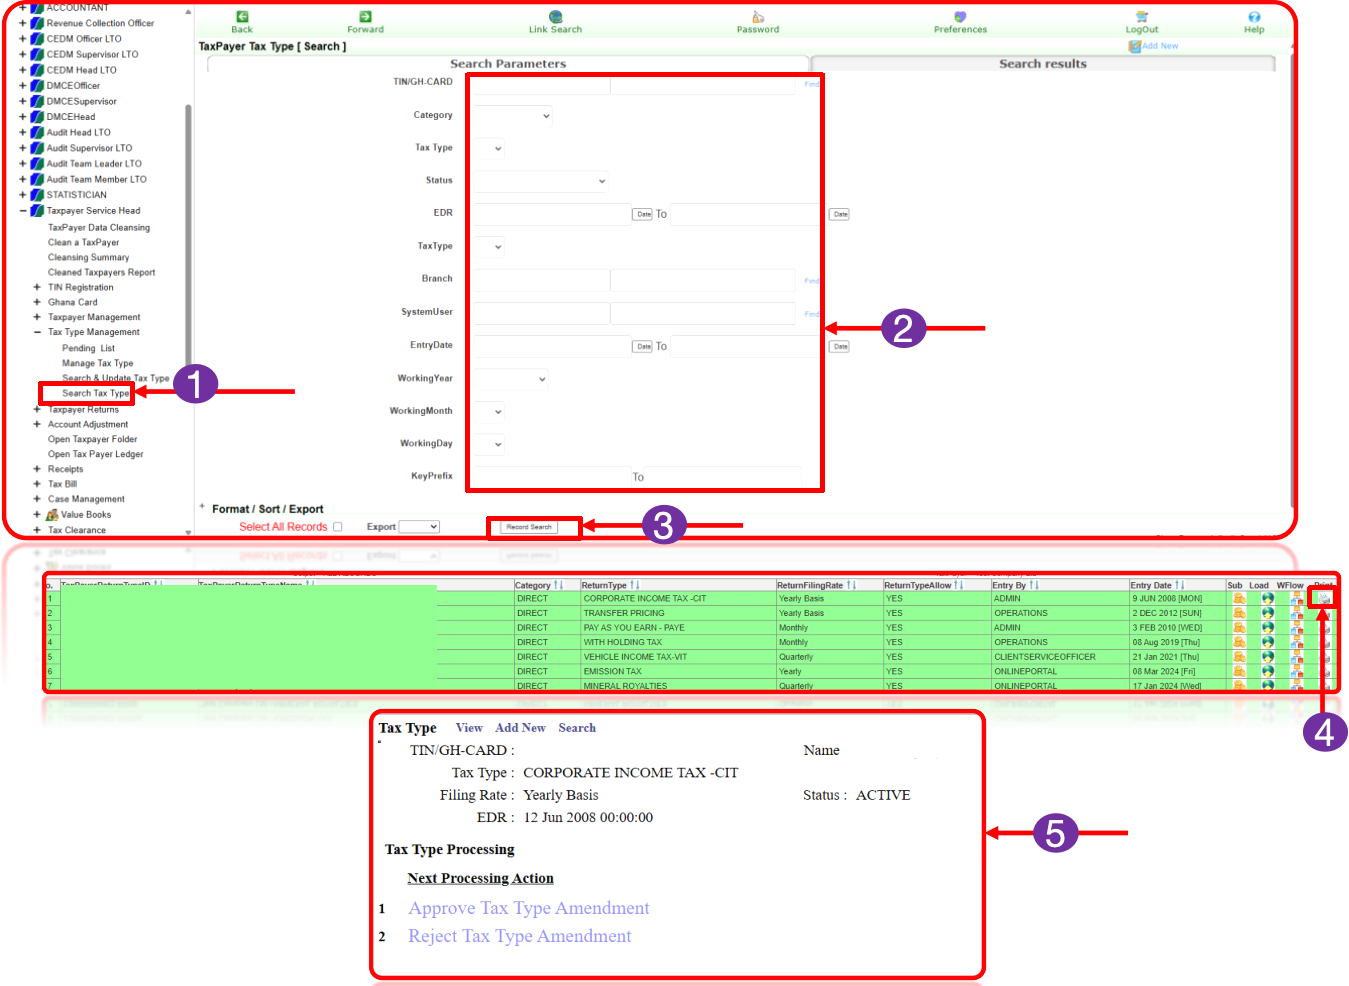 ACCOUNTANT
Revenue Collection Officer
CEDM Officer LTO
CEDM Supervisor LTO
CEDM Head LTO
DMCEOfficer
DMCESupervisor
DMCEHead
Audit Head LTO
Audit Supervisor LTO
Audit Team Leader LTO
Audit Team Member LTO
STATISTICIAN
Taxpayer Service Head
TaxPayer Data Cleansing
Clean a TaxPayer
Cleansing Summary
Cleaned Taxpayers Report
TIN Registration
Ghana Card
Taxpayer Management
Tax Type Management
Pending List
Manage Tax Type
Search & Update Tax Type
Search Tax Type
Taxpayer Returns
Account Adjustment
Open Taxpayer Folder
Open Tax Payer Ledger
Receipts
Tax Bill
Case Management
Value Books
Tax Clearance
1
Back Forward Link Search Password Preferences LogOut Help
TaxPayer Tax Type [ Search ] Add New
Search Parameters Search results
TIN/GH-CARD Find
Category
Tax Type
Status
EDR Date To Date
TaxType
Branch Find
SystemUser Find
EntryDate Date To Date
WorkingYear
WorkingMonth
WorkingDay
KeyPrefix To
2
+ Format / Sort / Export
Select All Records Export Record Search
3
No. TaxPayerReturnTypeID TaxPayerReturnTypeName Category ReturnType ReturnFilingRate ReturnTypeAllow Entry By Entry Date Sub Load WFlow Print
1 DIRECT CORPORATE INCOME TAX -CIT Yearly Basis YES ADMIN 9 JUN 2008 [MON]
2 DIRECT TRANSFER PRICING Yearly Basis YES OPERATIONS 2 DEC 2012 [SUN]
3 DIRECT PAY AS YOU EARN - PAYE Monthly YES ADMIN 3 FEB 2010 [WED]
4 DIRECT WITH HOLDING TAX Monthly YES OPERATIONS 08 Aug 2019 [Thu]
5 DIRECT VEHICLE INCOME TAX-VIT Quarterly YES CLIENTSERVICEOFFICER 21 Jan 2021 [Thu]
6 DIRECT EMISSION TAX Yearly YES ONLINEPORTAL 08 Mar 2024 [Fri]
7 DIRECT MINERAL ROYALTIES Quarterly YES ONLINEPORTAL 17 Jan 2024 [Wed]
4
Tax Type View Add New Search
TIN/GH-CARD : Name
Tax Type : CORPORATE INCOME TAX -CIT
Filing Rate : Yearly Basis Status : ACTIVE
EDR : 12 Jun 2008 00:00:00
5
Tax Type Processing
Next Processing Action
1 Approve Tax Type Amendment
2 Reject Tax Type Amendment